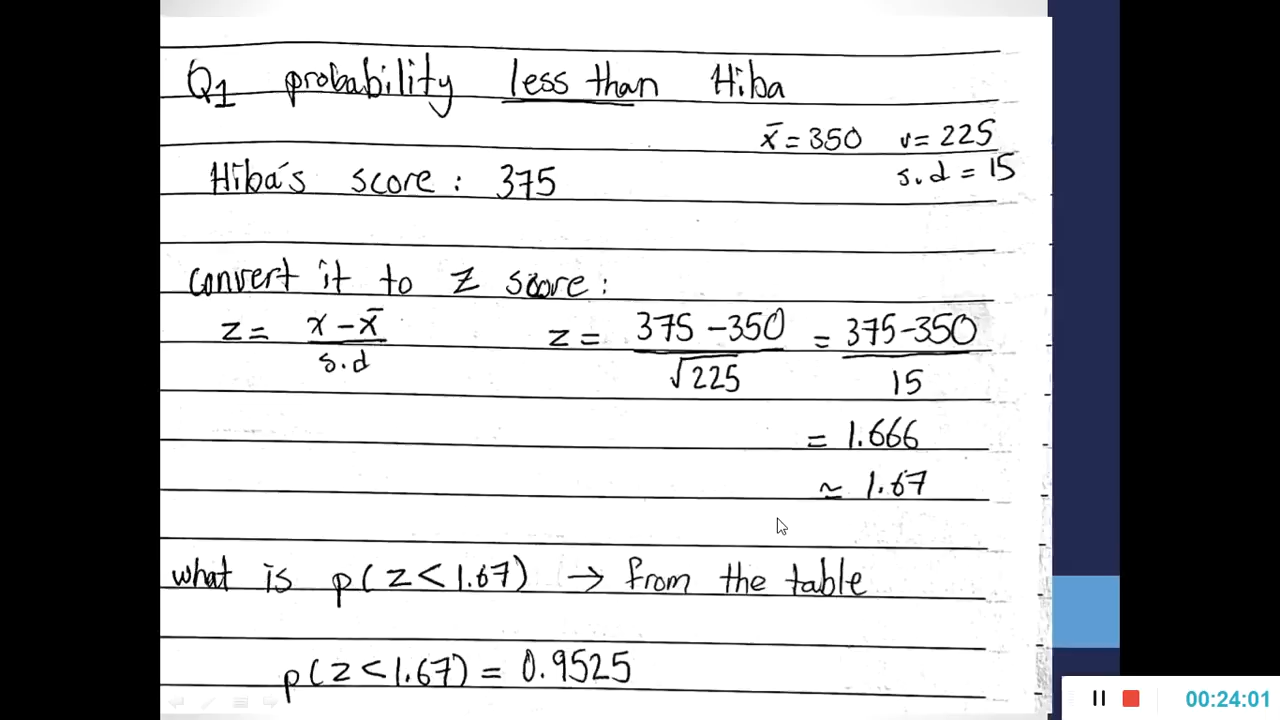 Q1 probability less than Hiba
x̄ = 350 v = 225
s.d = 15
Hiba's score : 375
convert it to z score :
z = x - x̄ / s.d z = 375 - 350 / √225 = 375 - 350 / 15
= 1.666
≃ 1.67
what is p(z < 1.67) → from the table
p(z < 1.67) = 0.9525
00:24:01